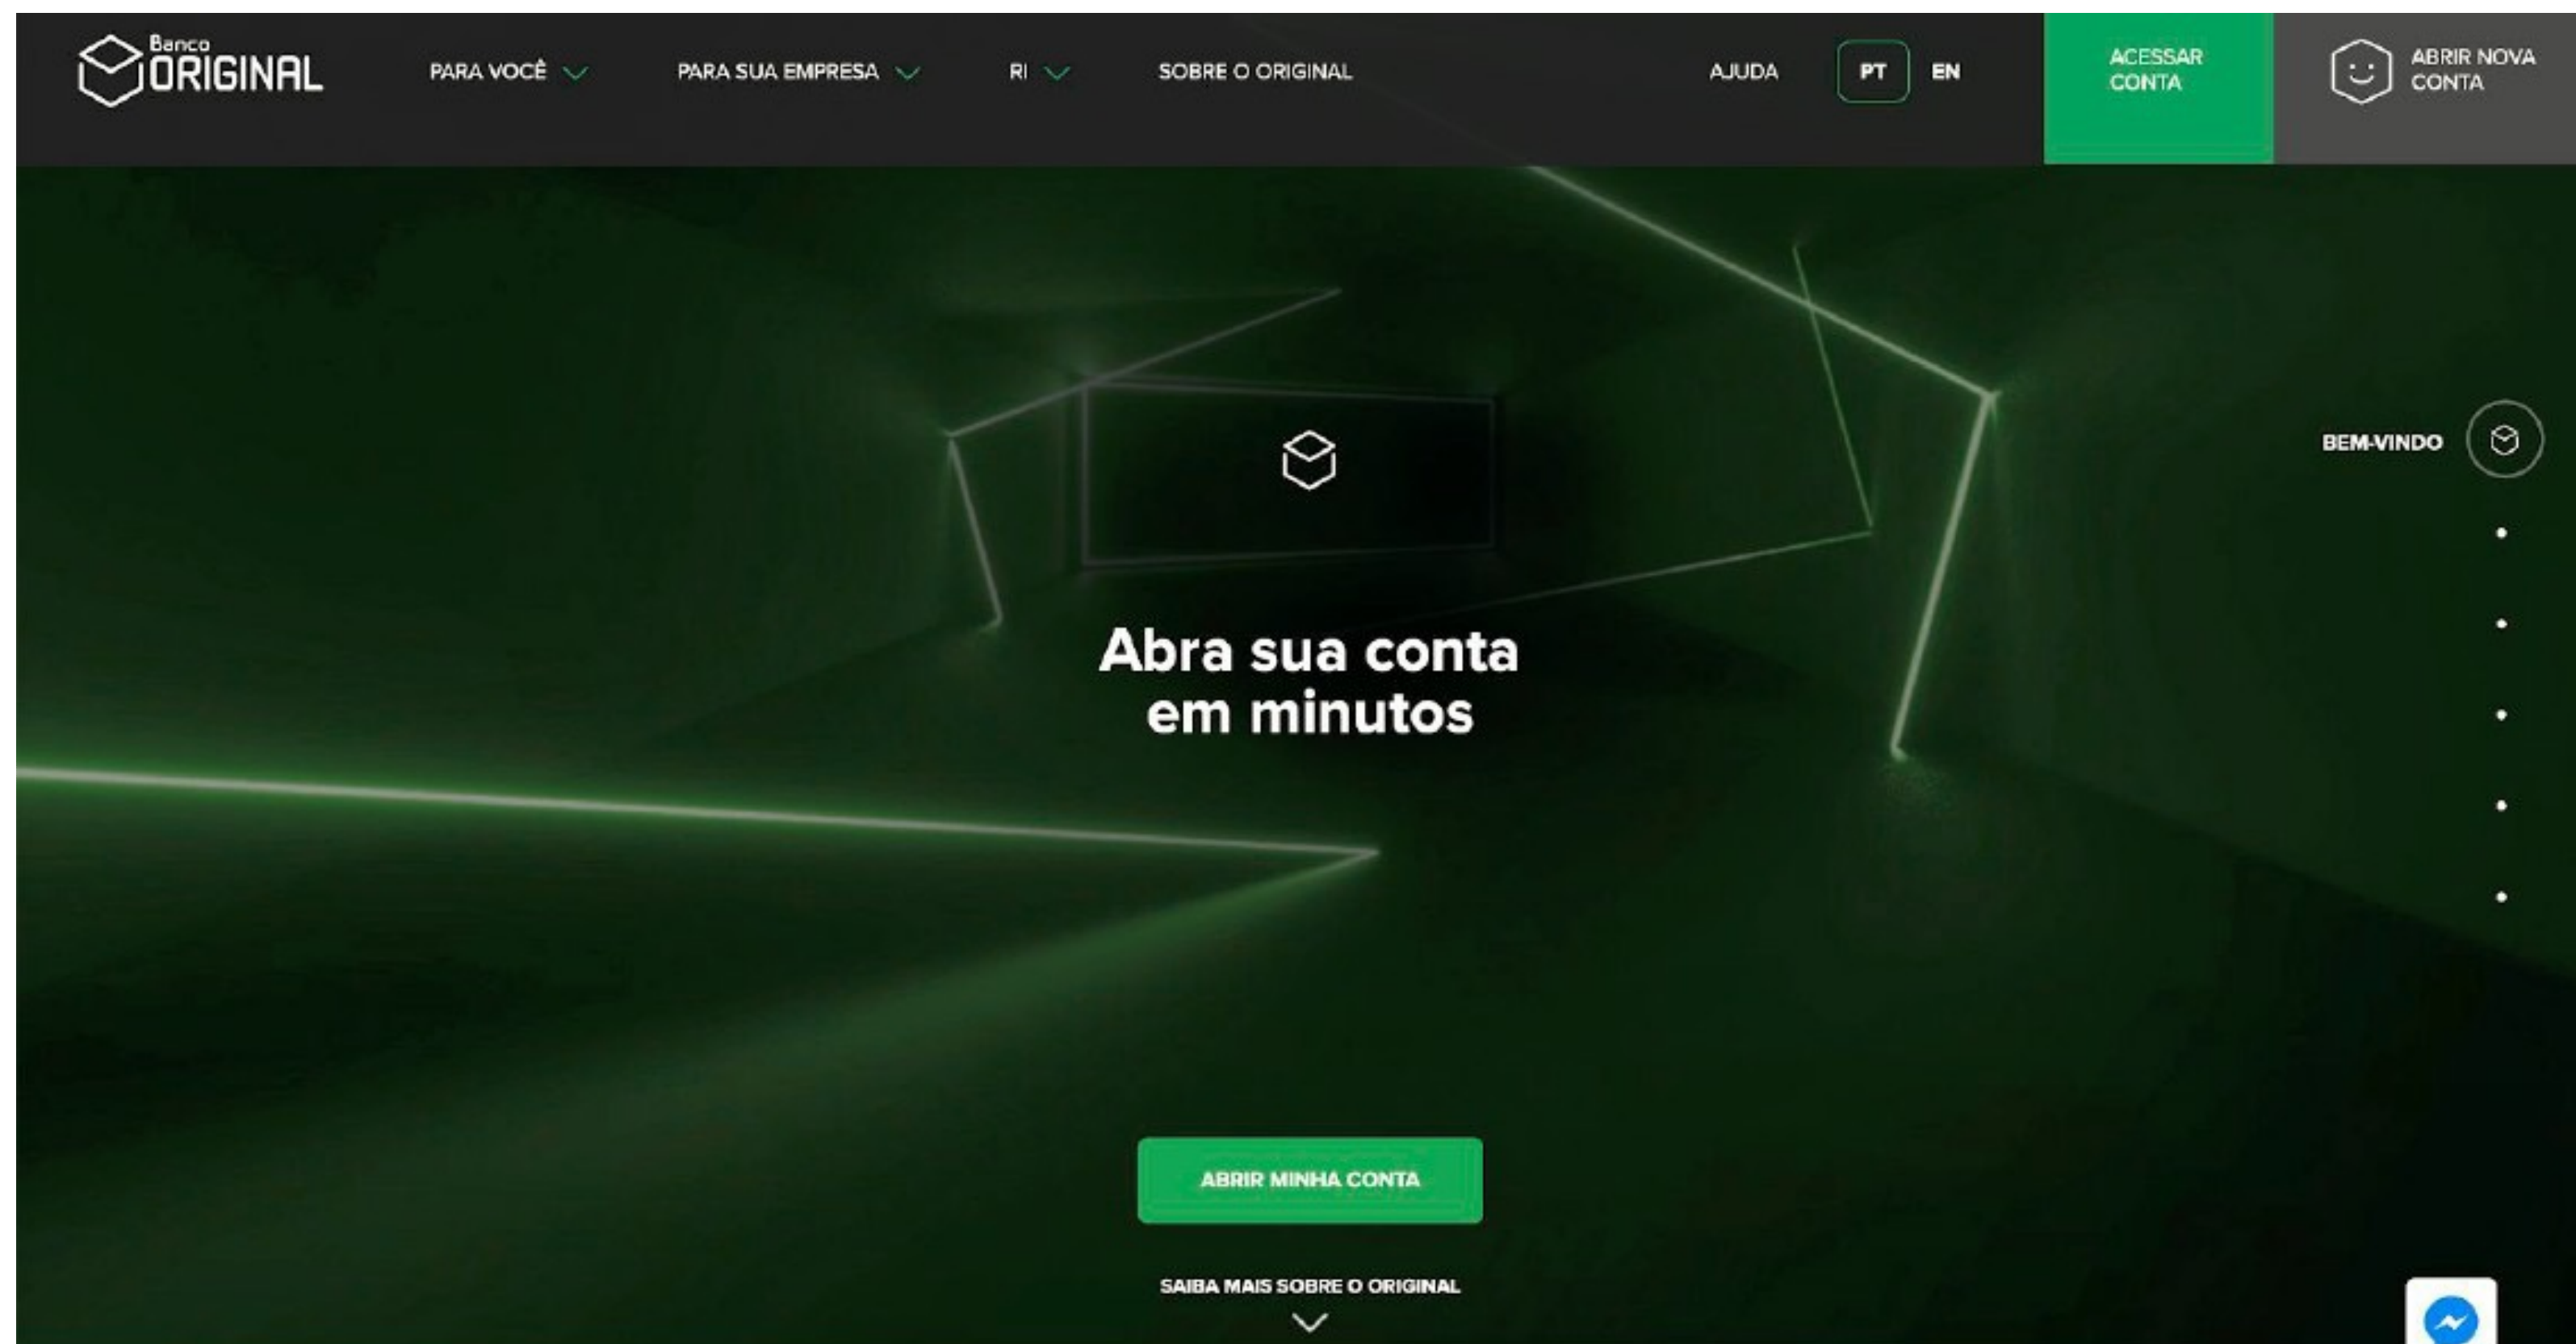 Banco
ORIGINAL
PARA VOCÊ
PARA SUA EMPRESA
RI
SOBRE O ORIGINAL
AJUDA
PT
EN
ACESSAR
CONTA
ABRIR NOVA
CONTA
BEM-VINDO
Abra sua conta
em minutos
ABRIR MINHA CONTA
SAIBA MAIS SOBRE O ORIGINAL